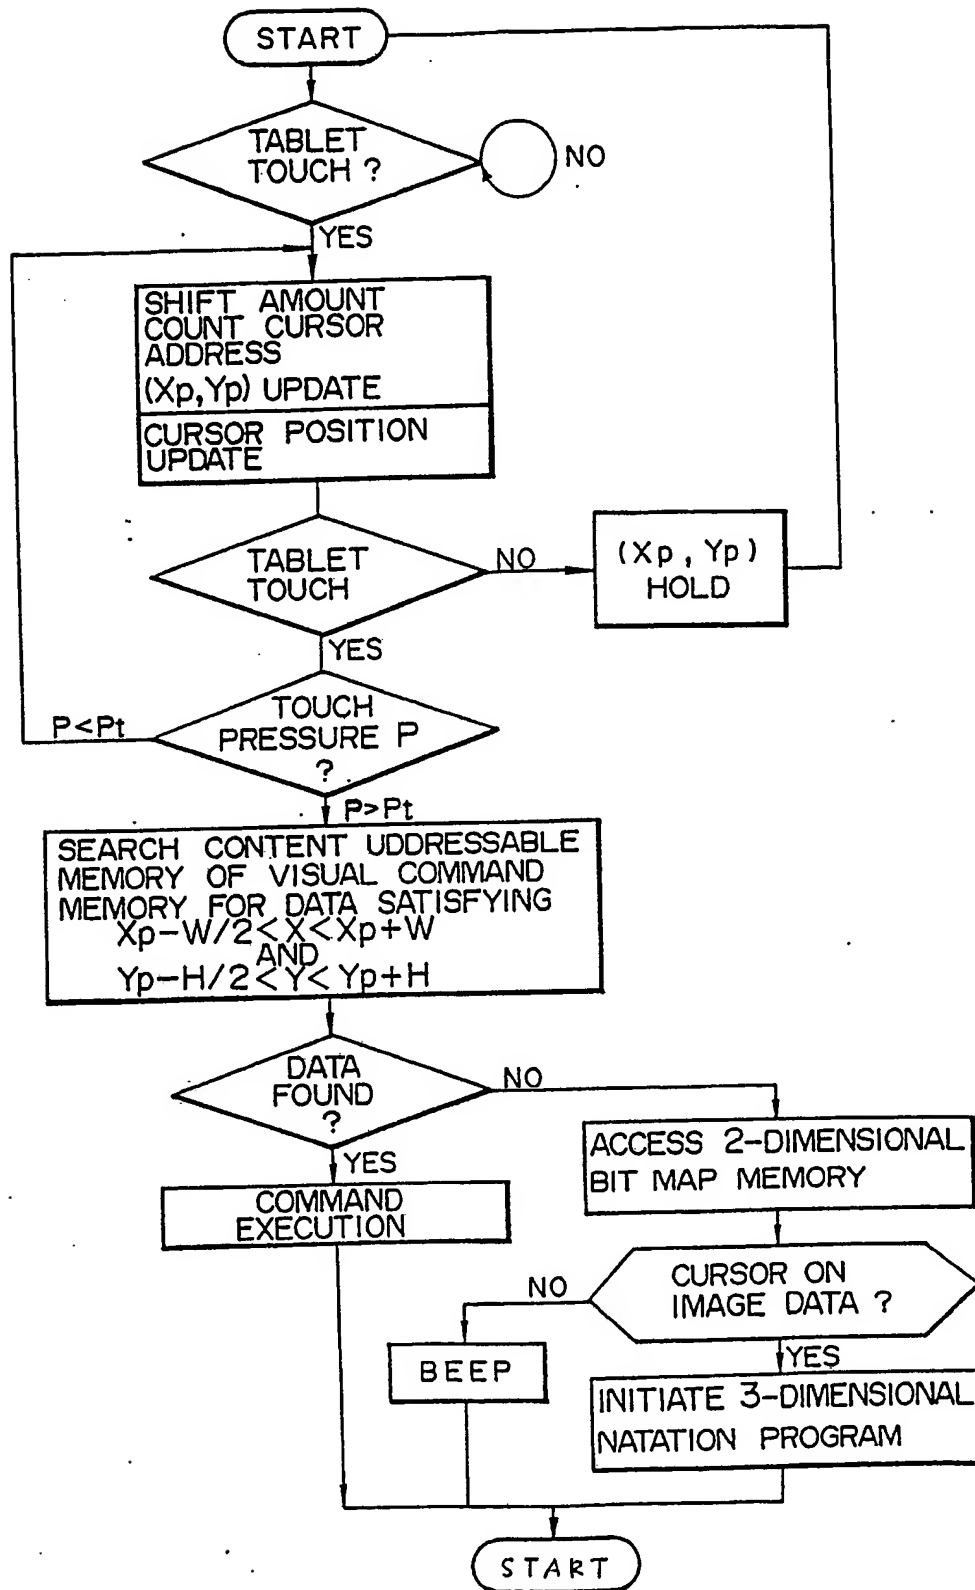 START
TABLET
TOUCH ?
NO
YES
SHIFT AMOUNT
COUNT CURSOR
ADDRESS
(Xp,Yp) UPDATE
CURSOR POSITION
UPDATE
TABLET
TOUCH
NO
(Xp, Yp)
HOLD
YES
TOUCH
PRESSURE P
?
P<Pt
P>Pt
SEARCH CONTENT UDDRESSABLE
MEMORY OF VISUAL COMMAND
MEMORY FOR DATA SATISFYING
Xp-W/2<X<Xp+W
AND
Yp-H/2<Y<Yp+H
DATA
FOUND
?
NO
YES
COMMAND
EXECUTION
ACCESS 2-DIMENSIONAL
BIT MAP MEMORY
CURSOR ON
IMAGE DATA ?
NO
YES
BEEP
INITIATE 3-DIMENSIONAL
NATATION PROGRAM
START